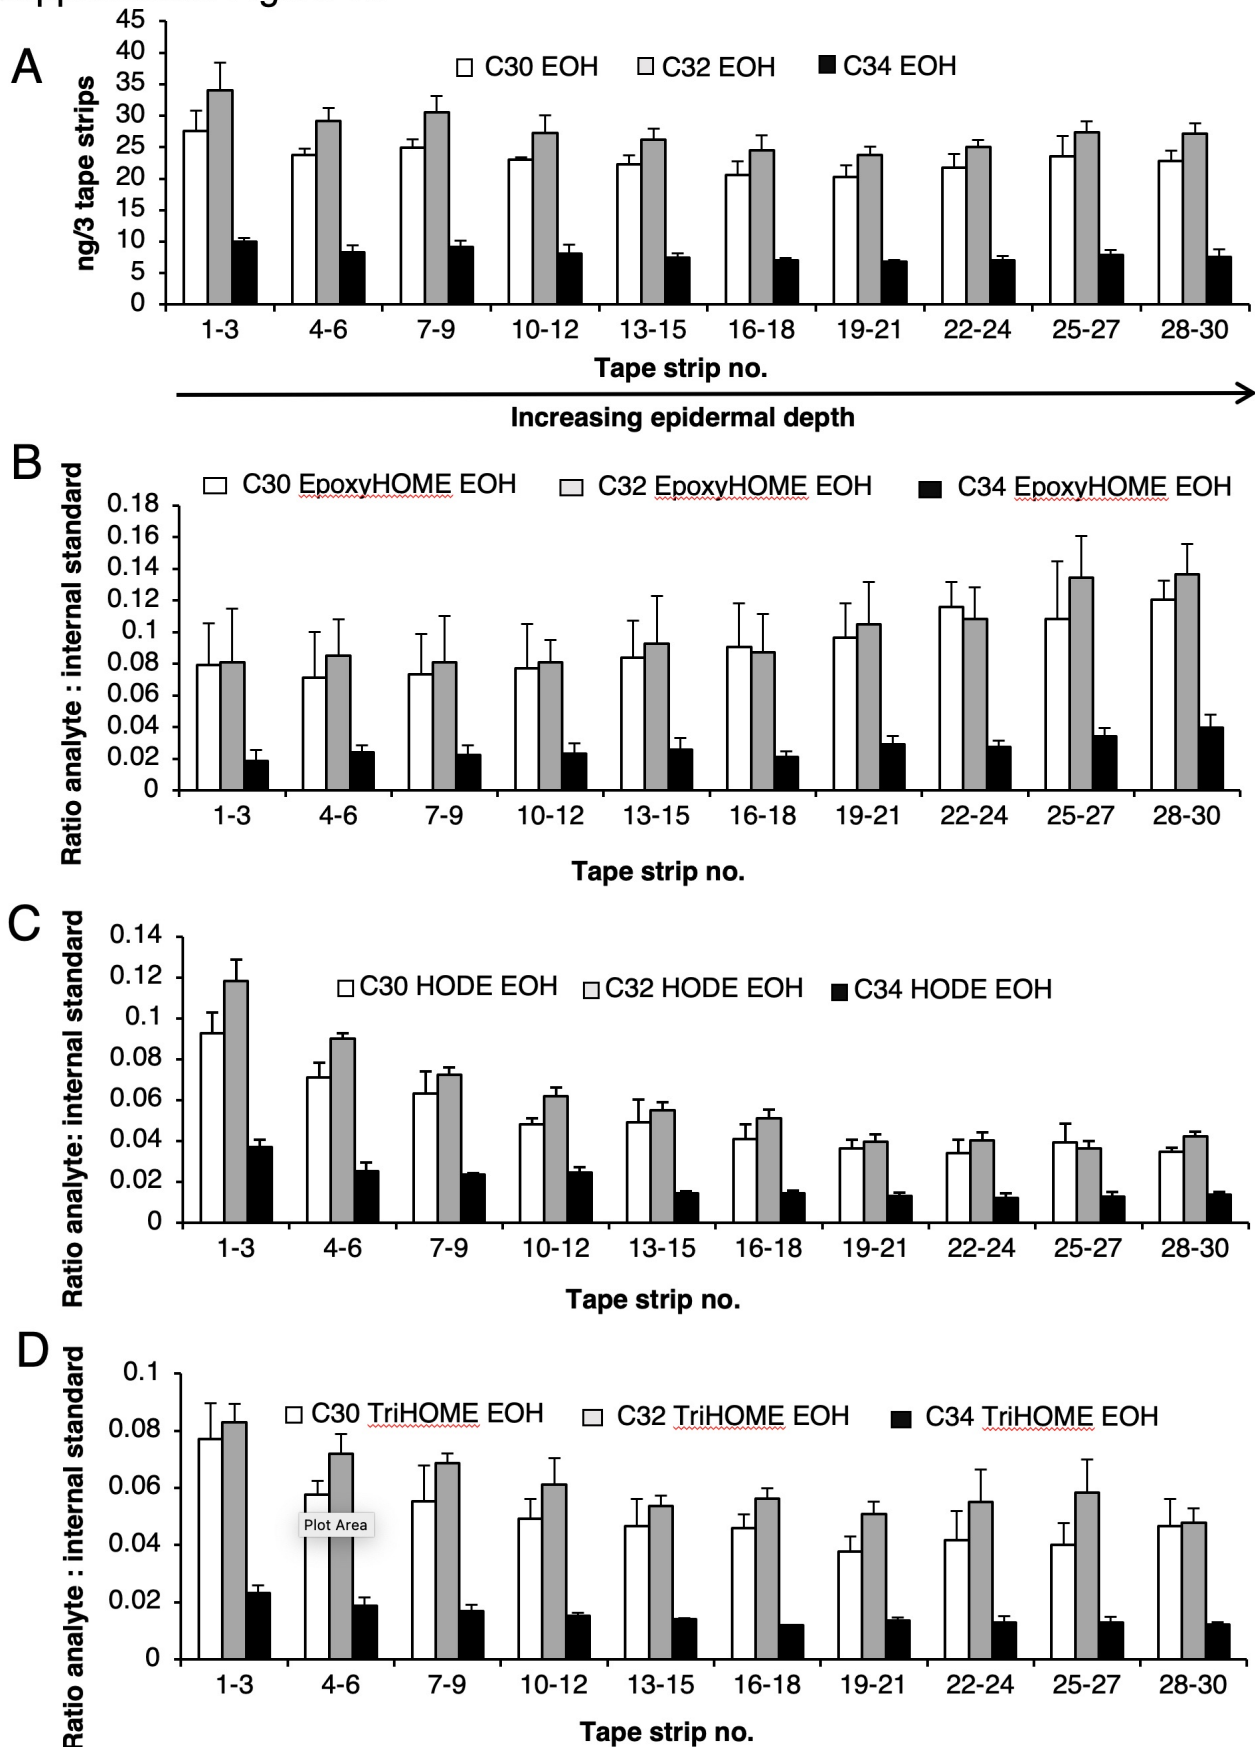 A
ng/3 tape strips
45
40
35
30
25
20
15
10
5
0
C30 EOH C32 EOH C34 EOH
1-3 4-6 7-9 10-12 13-15 16-18 19-21 22-24 25-27 28-30
Tape strip no.
Increasing epidermal depth
B
Ratio analyte : internal standard
C30 EpoxyHOME EOH C32 EpoxyHOME EOH C34 EpoxyHOME EOH
0.18
0.16
0.14
0.12
0.1
0.08
0.06
0.04
0.02
0
1-3 4-6 7-9 10-12 13-15 16-18 19-21 22-24 25-27 28-30
Tape strip no.
C
Ratio analyte: internal standard
0.14
0.12
0.1
0.08
0.06
0.04
0.02
0
C30 HODE EOH C32 HODE EOH C34 HODE EOH
1-3 4-6 7-9 10-12 13-15 16-18 19-21 22-24 25-27 28-30
Tape strip no.
D
Ratio analyte : internal standard
0.1
0.08
0.06
0.04
0.02
0
C30 TriHOME EOH C32 TriHOME EOH C34 TriHOME EOH
Plot Area
1-3 4-6 7-9 10-12 13-15 16-18 19-21 22-24 25-27 28-30
Tape strip no.